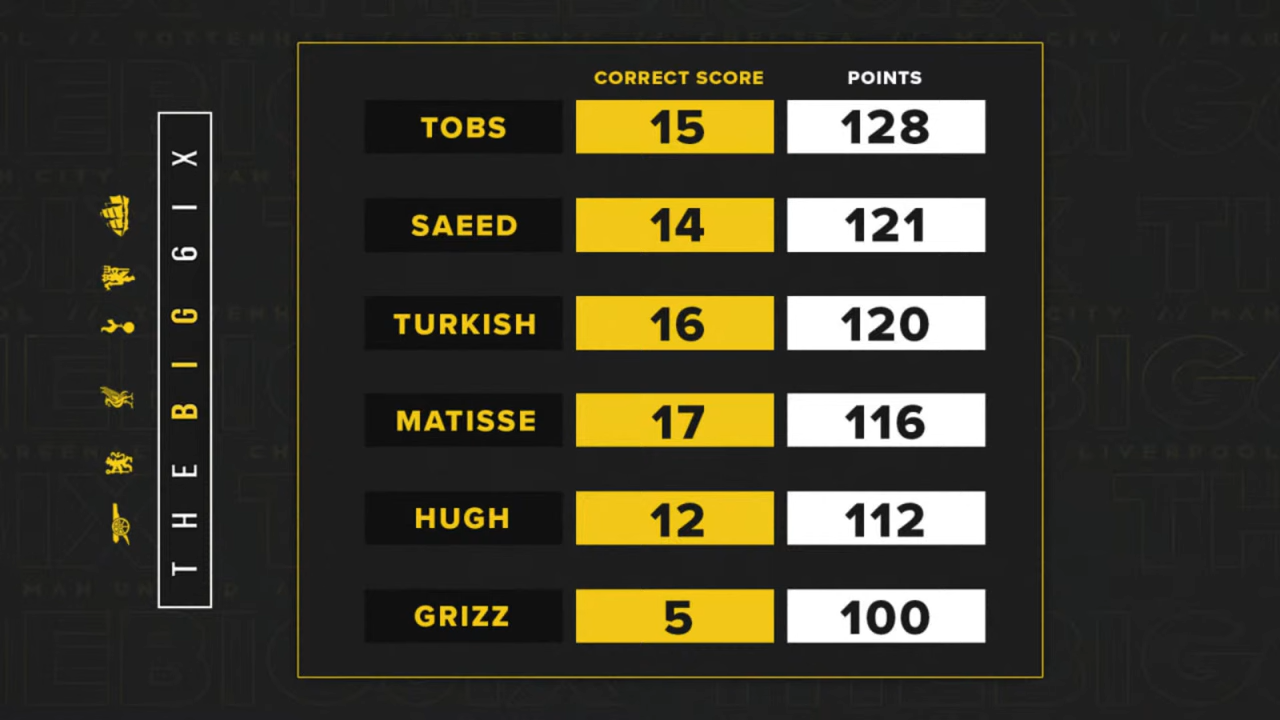 THE BIG 6IX
CORRECT SCORE POINTS
TOBS 15 128
SAEED 14 121
TURKISH 16 120
MATISSE 17 116
HUGH 12 112
GRIZZ 5 100